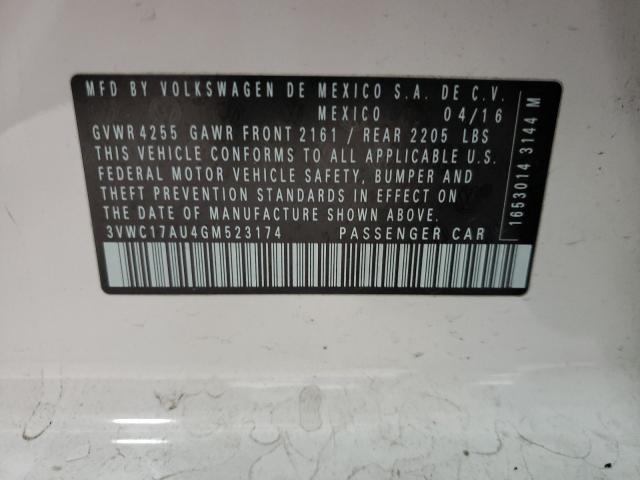 MFD BY VOLKSWAGEN DE MEXICO S.A. DE C.V.
MEXICO 04/16
GVWR 4255 GAWR FRONT 2161 / REAR 2205 LBS
THIS VEHICLE CONFORMS TO ALL APPLICABLE U.S.
FEDERAL MOTOR VEHICLE SAFETY, BUMPER AND
THEFT PREVENTION STANDARDS IN EFFECT ON
THE DATE OF MANUFACTURE SHOWN ABOVE.
3VWC17AU4GM523174 PASSENGER CAR
1653014 3144 M